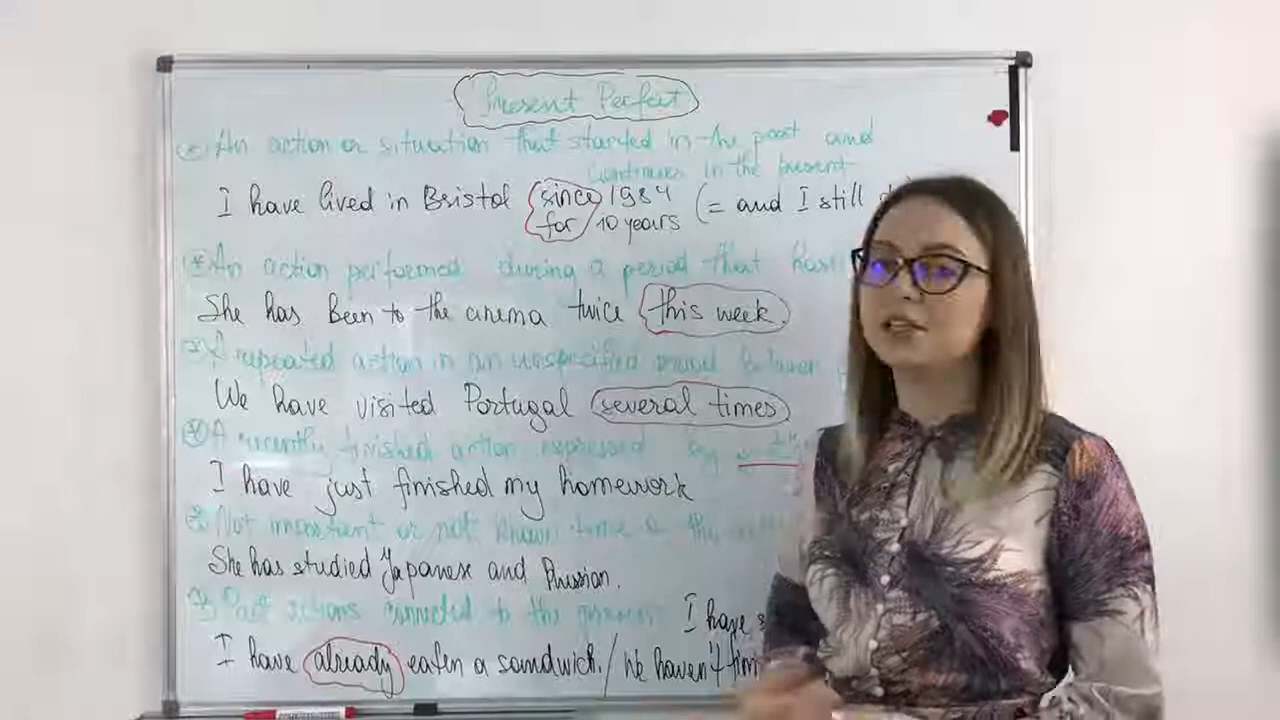 Present Perfect
An action or situation that started in the past and
continues in the present
I have lived in Bristol since 1984 (= and I still
for 10 years
An action performed during a period that hasn
She has been to the cinema twice this week.
A repeated action in an unspecified period between
We have visited Portugal several times.
A recently finished action expressed by
I have just finished my homework
Not important or not known time of the
She has studied Japanese and Russian.
Past actions connected to the present
I have
I have already eaten a sandwich. / We haven't